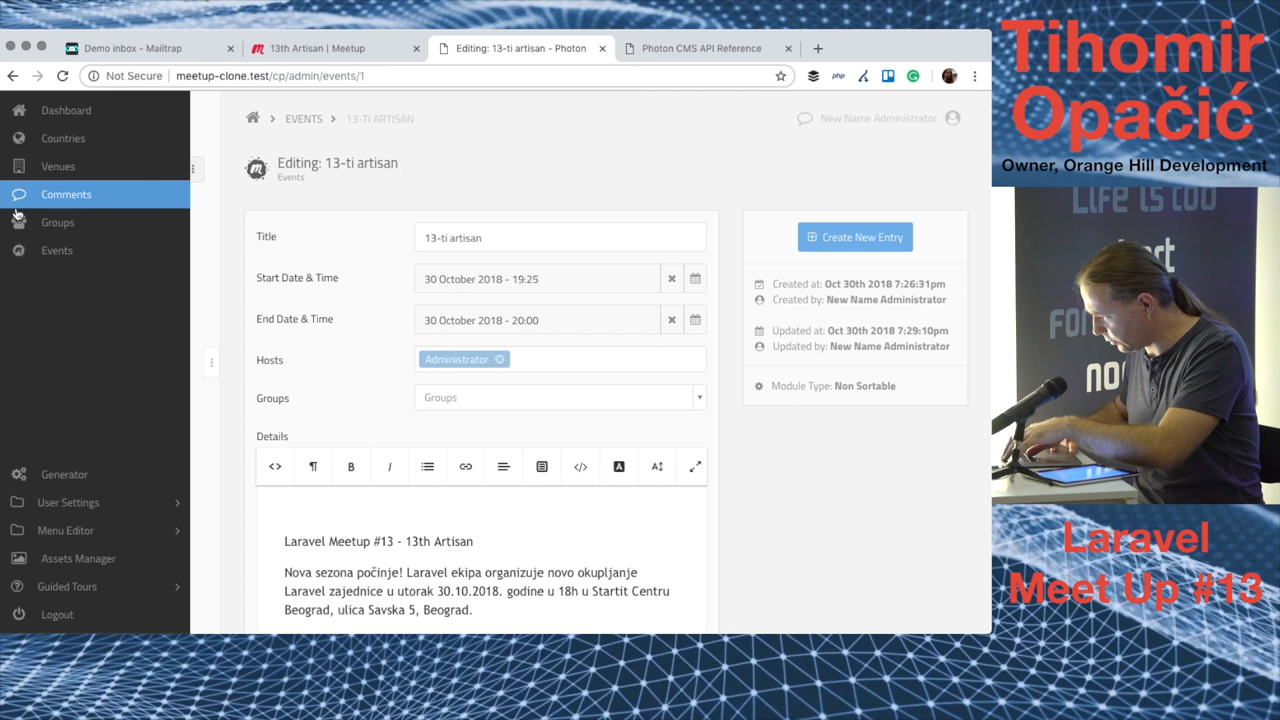 Demo inbox - Mailtrap
13th Artisan | Meetup
Editing: 13-ti artisan - Photon
Photon CMS API Reference
Not Secure
meetup-clone.test/cp/admin/events/1
php
Dashboard
Countries
Venues
Comments
Groups
Events
Generator
User Settings
Menu Editor
Assets Manager
Guided Tours
Logout
EVENTS
13-TI ARTISAN
New Name Administrator
Editing: 13-ti artisan
Events
Title
13-ti artisan
Start Date & Time
30 October 2018 - 19:25
End Date & Time
30 October 2018 - 20:00
Hosts
Administrator
Groups
Groups
Details
Laravel Meetup #13 - 13th Artisan
Nova sezona počinje! Laravel ekipa organizuje novo okupljanje
Laravel zajednice u utorak 30.10.2018. godine u 18h u Startit Centru
Beograd, ulica Savska 5, Beograd.
Create New Entry
Created at: Oct 30th 2018 7:26:31pm
Created by: New Name Administrator
Updated at: Oct 30th 2018 7:29:10pm
Updated by: New Name Administrator
Module Type: Non Sortable
Tihomir
Opačić
Owner, Orange Hill Development
Life is too
Laravel
Meet Up #13